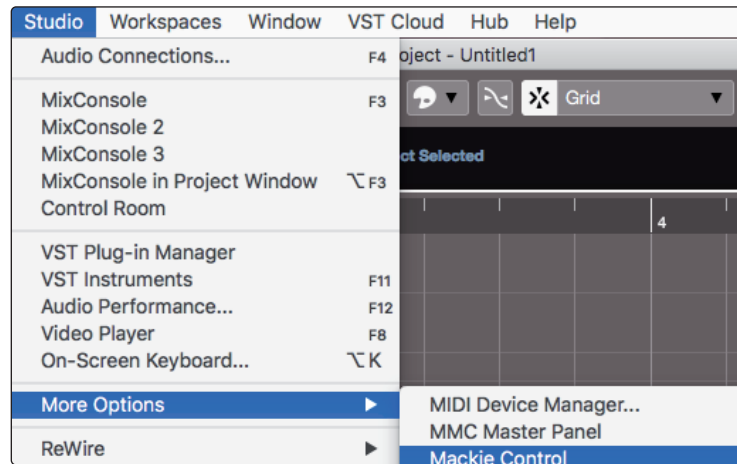 Studio Workspaces Window VST Cloud Hub Help
Audio Connections... F4
oject - Untitled1
MixConsole F3
Grid
MixConsole 2
MixConsole 3
ct Selected
MixConsole in Project Window ⌥F3
Control Room
4
VST Plug-in Manager
VST Instruments F11
Audio Performance... F12
Video Player F8
On-Screen Keyboard... ⌥K
More Options
MIDI Device Manager...
MMC Master Panel
ReWire
Mackie Control